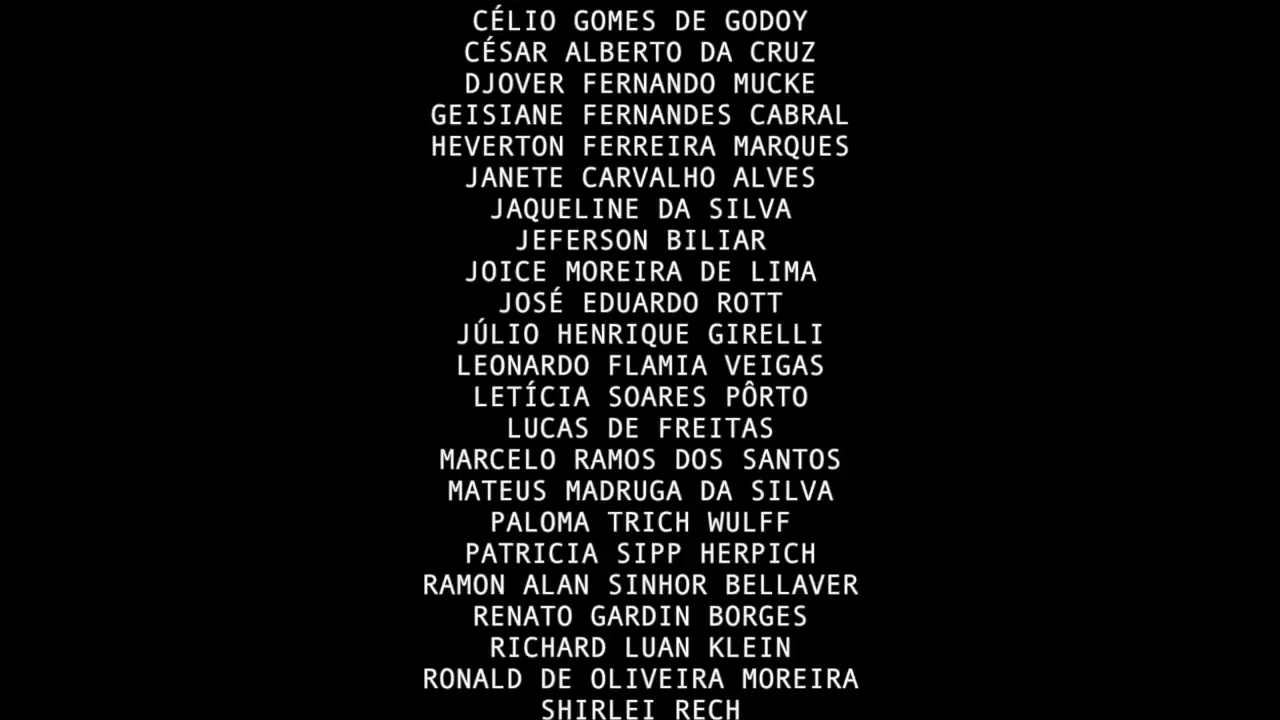 CÉLIO GOMES DE GODOY
CÉSAR ALBERTO DA CRUZ
DJOVER FERNANDO MUCKE
GEISIANE FERNANDES CABRAL
HEVERTON FERREIRA MARQUES
JANETE CARVALHO ALVES
JAQUELINE DA SILVA
JEFERSON BILIAR
JOICE MOREIRA DE LIMA
JOSÉ EDUARDO ROTT
JÚLIO HENRIQUE GIRELLI
LEONARDO FLAMIA VEIGAS
LETÍCIA SOARES PÔRTO
LUCAS DE FREITAS
MARCELO RAMOS DOS SANTOS
MATEUS MADRUGA DA SILVA
PALOMA TRICH WULFF
PATRICIA SIPP HERPICH
RAMON ALAN SINHOR BELLAVER
RENATO GARDIN BORGES
RICHARD LUAN KLEIN
RONALD DE OLIVEIRA MOREIRA
SHIRLEI RECH